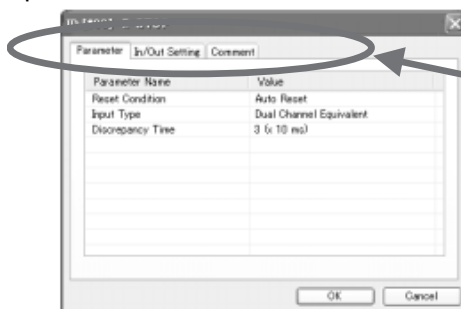 Parameter In/Out Setting Comment
Parameter Name Value
Reset Condition Auto Reset
Input Type Dual Channel Equivalent
Discrepancy Time 3 (x 10 ms)
OK Cancel